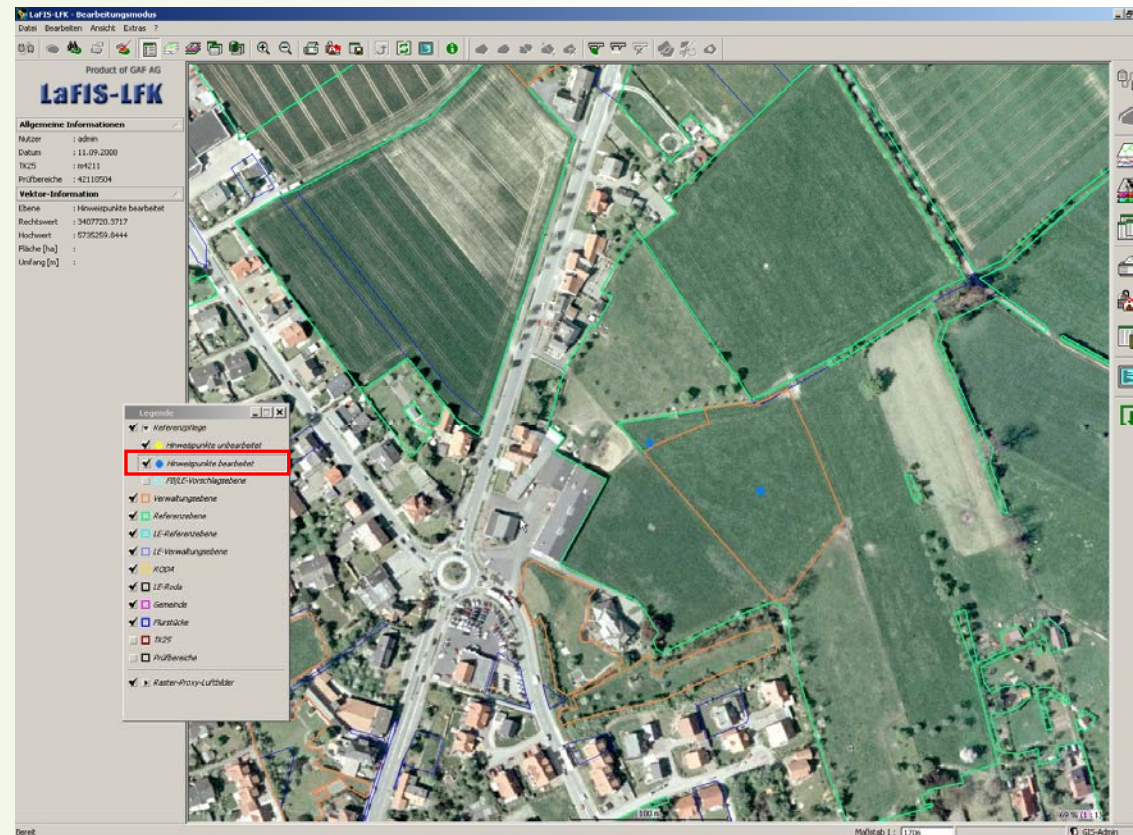 LaFIS-LFK - Bearbeitungsmodus
Datei Bearbeiten Ansicht Extras ?
Product of GAF AG
LaFIS-LFK
Allgemeine Informationen
Nutzer : admin
Datum : 11.09.2008
TK25 : m4211
Prüfbereiche : 42110504
Vektor-Information
Ebene : Hinweispunkte bearbeitet
Rechtswert : 3407720.3717
Hochwert : 5735259.8444
Fläche [ha] :
Umfang [m] :
Legende
Referenzpflege
Hinweispunkte unbearbeitet
Hinweispunkte bearbeitet
FB/LE-Vorschlagsebene
Verwaltungsebene
Referenzebene
LE-Referenzebene
LE-Verwaltungsebene
RODA
LE-Roda
Gemeinde
Flurstücke
TK25
Prüfbereiche
Raster-Proxy-Luftbilder
100 m
69 % (1 : 1)
Bereit
Maßstab 1 : 1706
GIS-Admin